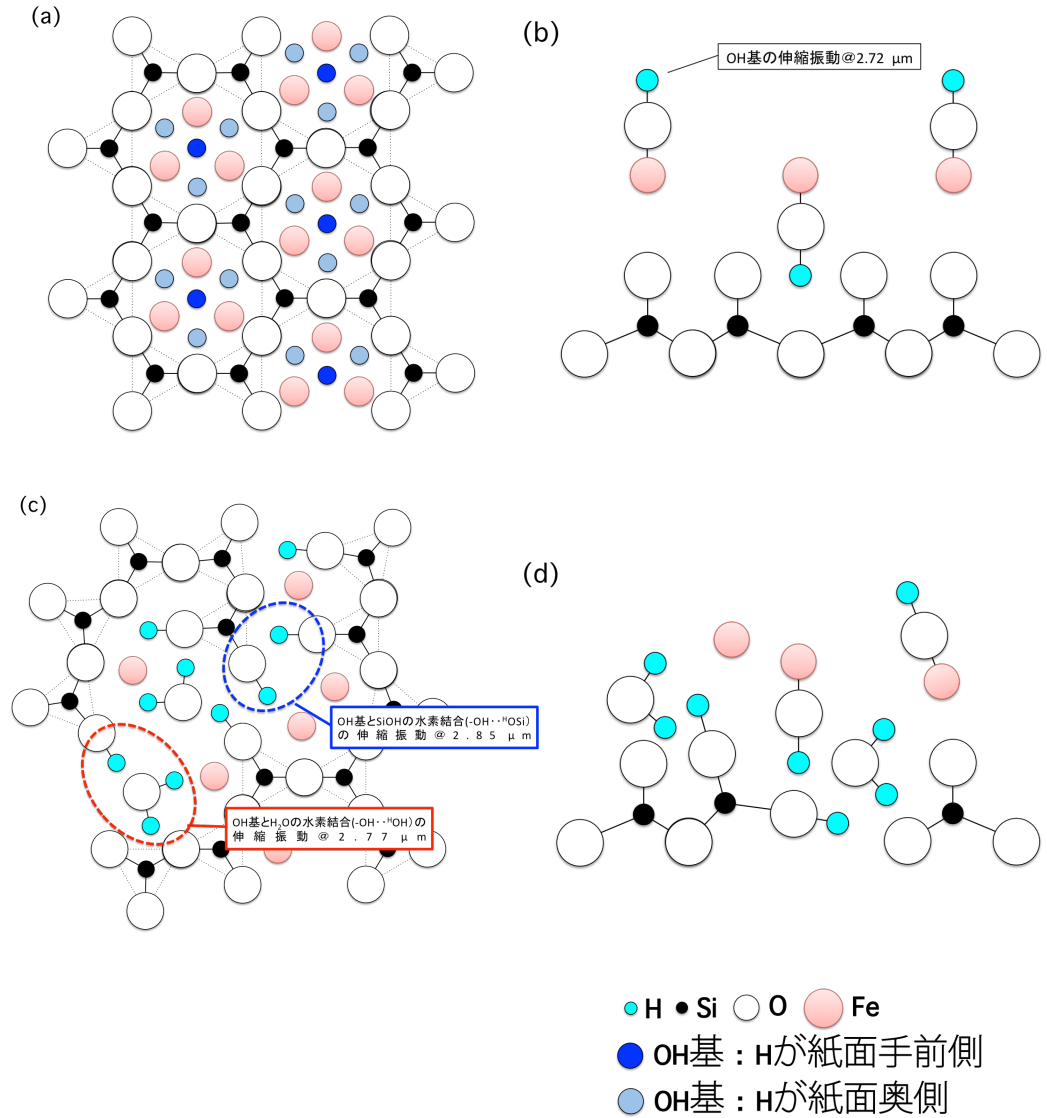 (a)
(b)
OH基の伸縮振動@2.72 μm
(c)
(d)
OH基とSiOHの水素結合(-OH··ᴴOSi)
の伸縮振動@2.85 μm
OH基とH₂Oの水素結合(-OH··ᴴOH)の
伸縮振動@2.77μm
H Si O Fe
OH基：Hが紙面手前側
OH基：Hが紙面奥側